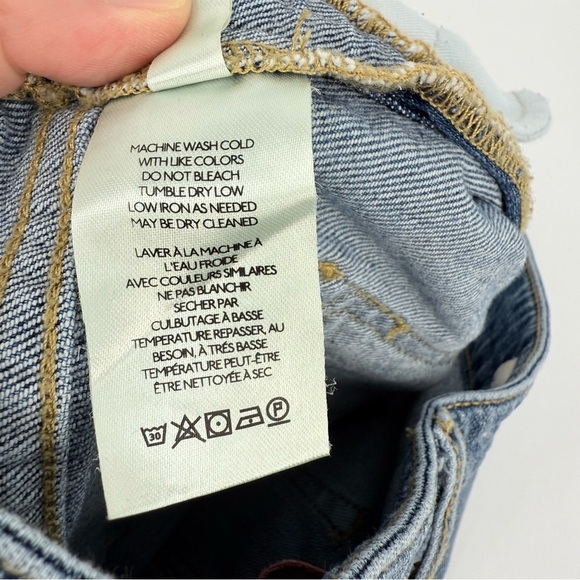 MACHINE WASH COLD
WITH LIKE COLORS
DO NOT BLEACH
TUMBLE DRY LOW
LOW IRON AS NEEDED
MAY BE DRY CLEANED
LAVER À LA MACHINE À
L'EAU FROIDE
AVEC COULEURS SIMILAIRES
NE PAS BLANCHIR
SECHER PAR
CULBUTAGE À BASSE
TEMPERATURE REPASSER, AU
BESOIN, À TRÉS BASSE
TEMPÉRATURE PEUT-ÊTRE
ÊTRE NETTOYÉE À SEC
30 P